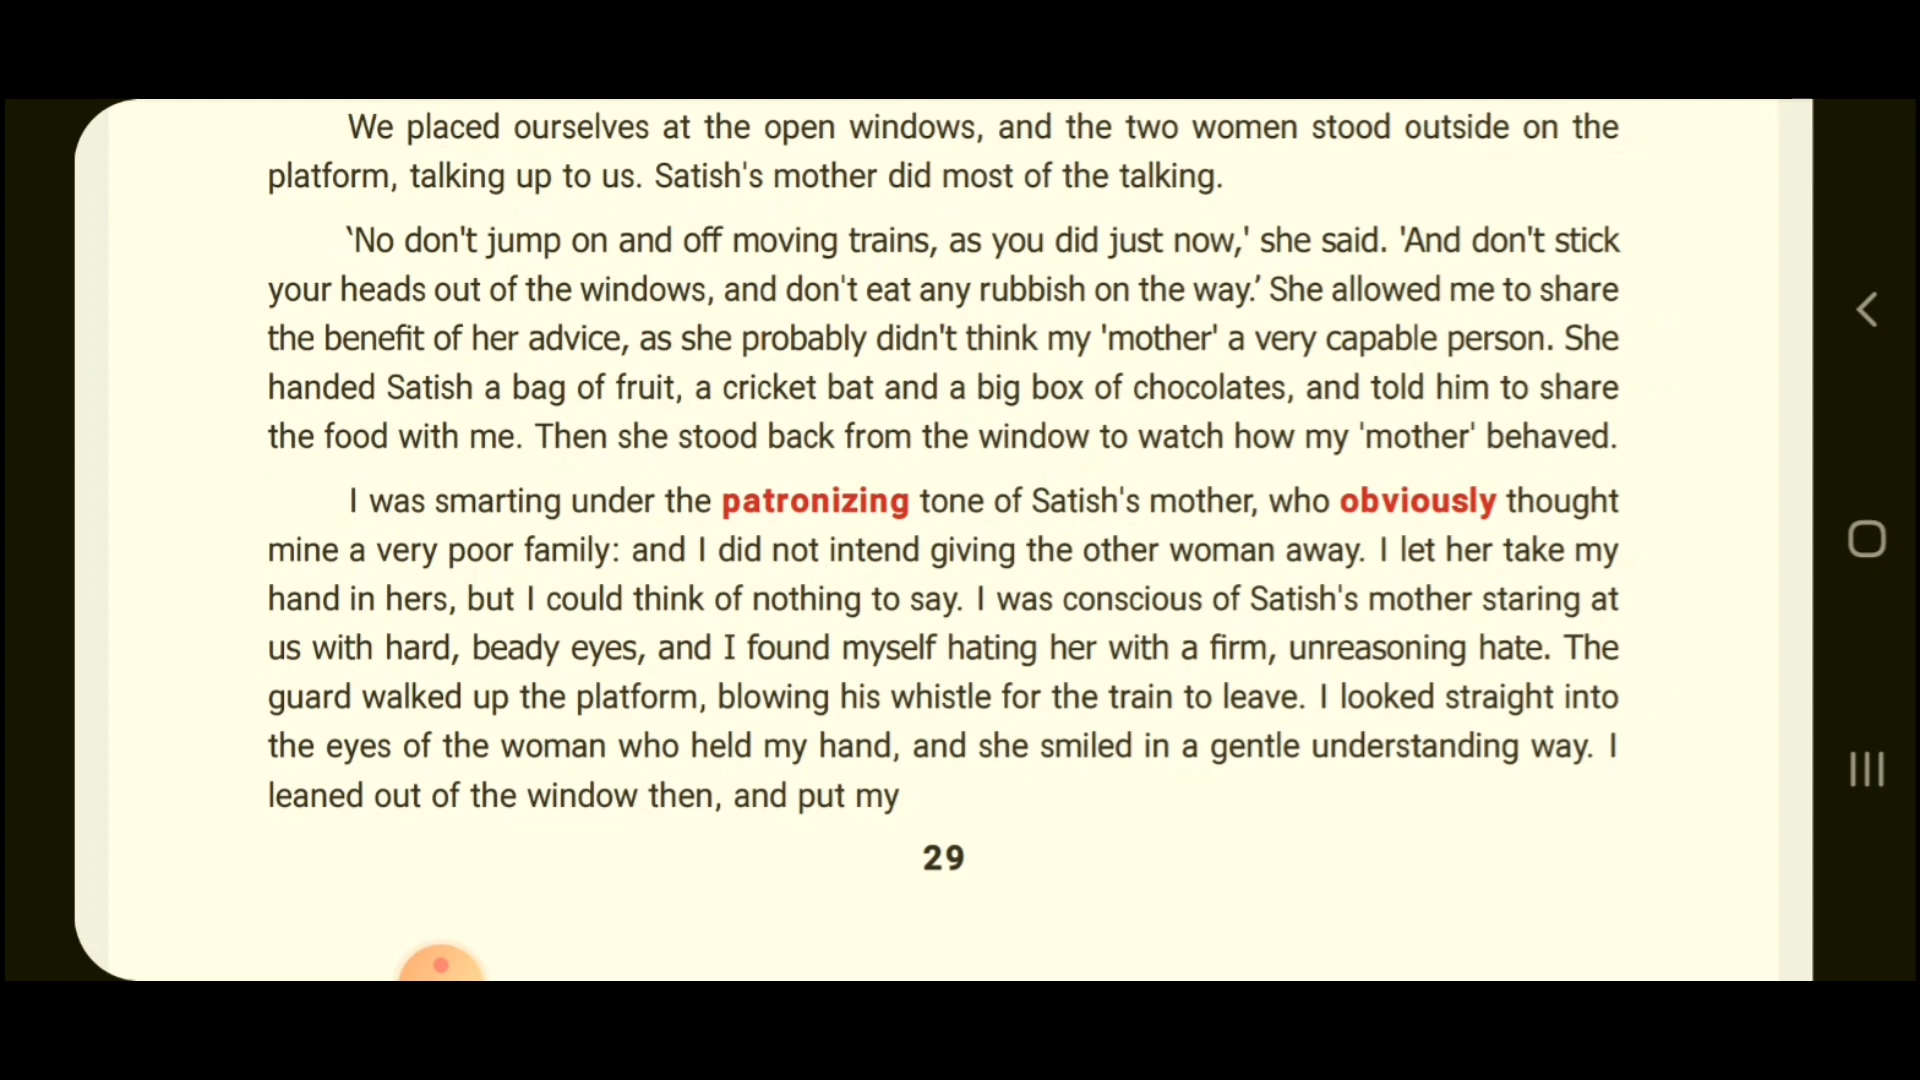 We placed ourselves at the open windows, and the two women stood outside on the
platform, talking up to us. Satish's mother did most of the talking.
‘No don't jump on and off moving trains, as you did just now,' she said. 'And don't stick
your heads out of the windows, and don't eat any rubbish on the way.’ She allowed me to share
the benefit of her advice, as she probably didn't think my 'mother' a very capable person. She
handed Satish a bag of fruit, a cricket bat and a big box of chocolates, and told him to share
the food with me. Then she stood back from the window to watch how my 'mother' behaved.
I was smarting under the patronizing tone of Satish's mother, who obviously thought
mine a very poor family: and I did not intend giving the other woman away. I let her take my
hand in hers, but I could think of nothing to say. I was conscious of Satish's mother staring at
us with hard, beady eyes, and I found myself hating her with a firm, unreasoning hate. The
guard walked up the platform, blowing his whistle for the train to leave. I looked straight into
the eyes of the woman who held my hand, and she smiled in a gentle understanding way. I
leaned out of the window then, and put my
29